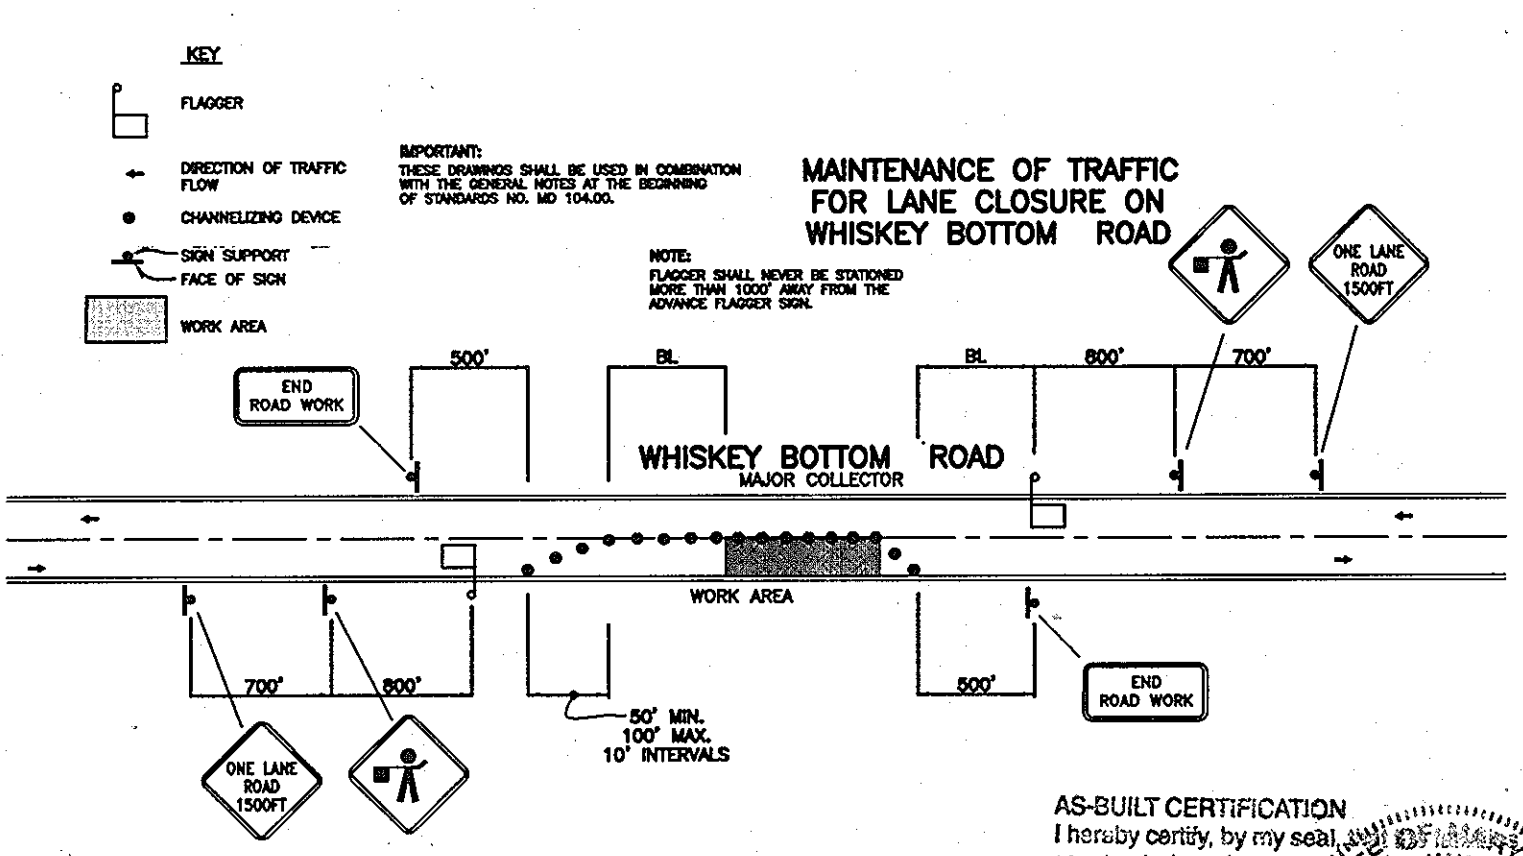 KEY
FLAGGER
DIRECTION OF TRAFFIC
FLOW
CHANNELIZING DEVICE
SIGN SUPPORT
FACE OF SIGN
WORK AREA
IMPORTANT:
THESE DRAWINGS SHALL BE USED IN COMBINATION
WITH THE GENERAL NOTES AT THE BEGINNING
OF STANDARDS NO. MD 104.00.
MAINTENANCE OF TRAFFIC
FOR LANE CLOSURE ON
WHISKEY BOTTOM ROAD
NOTE:
FLAGGER SHALL NEVER BE STATIONED
MORE THAN 1000' AWAY FROM THE
ADVANCE FLAGGER SIGN.
ONE LANE
ROAD
1500FT
500'
BL
BL
800'
700'
END
ROAD WORK
WHISKEY BOTTOM ROAD
MAJOR COLLECTOR
WORK AREA
700'
800'
500'
END
ROAD WORK
50' MIN.
100' MAX.
10' INTERVALS
ONE LANE
ROAD
1500FT
AS-BUILT CERTIFICATION
I hereby certify, by my seal,